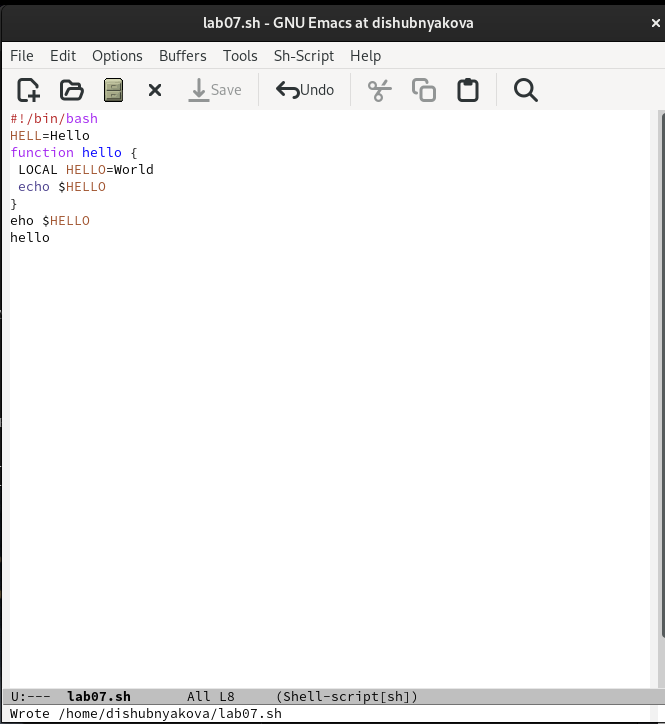 lab07.sh - GNU Emacs at dishubnyakova
File Edit Options Buffers Tools Sh-Script Help
Save Undo
#!/bin/bash
HELL=Hello
function hello {
 LOCAL HELLO=World
 echo $HELLO
}
eho $HELLO
hello
U:--- lab07.sh All L8 (Shell-script[sh])
Wrote /home/dishubnyakova/lab07.sh